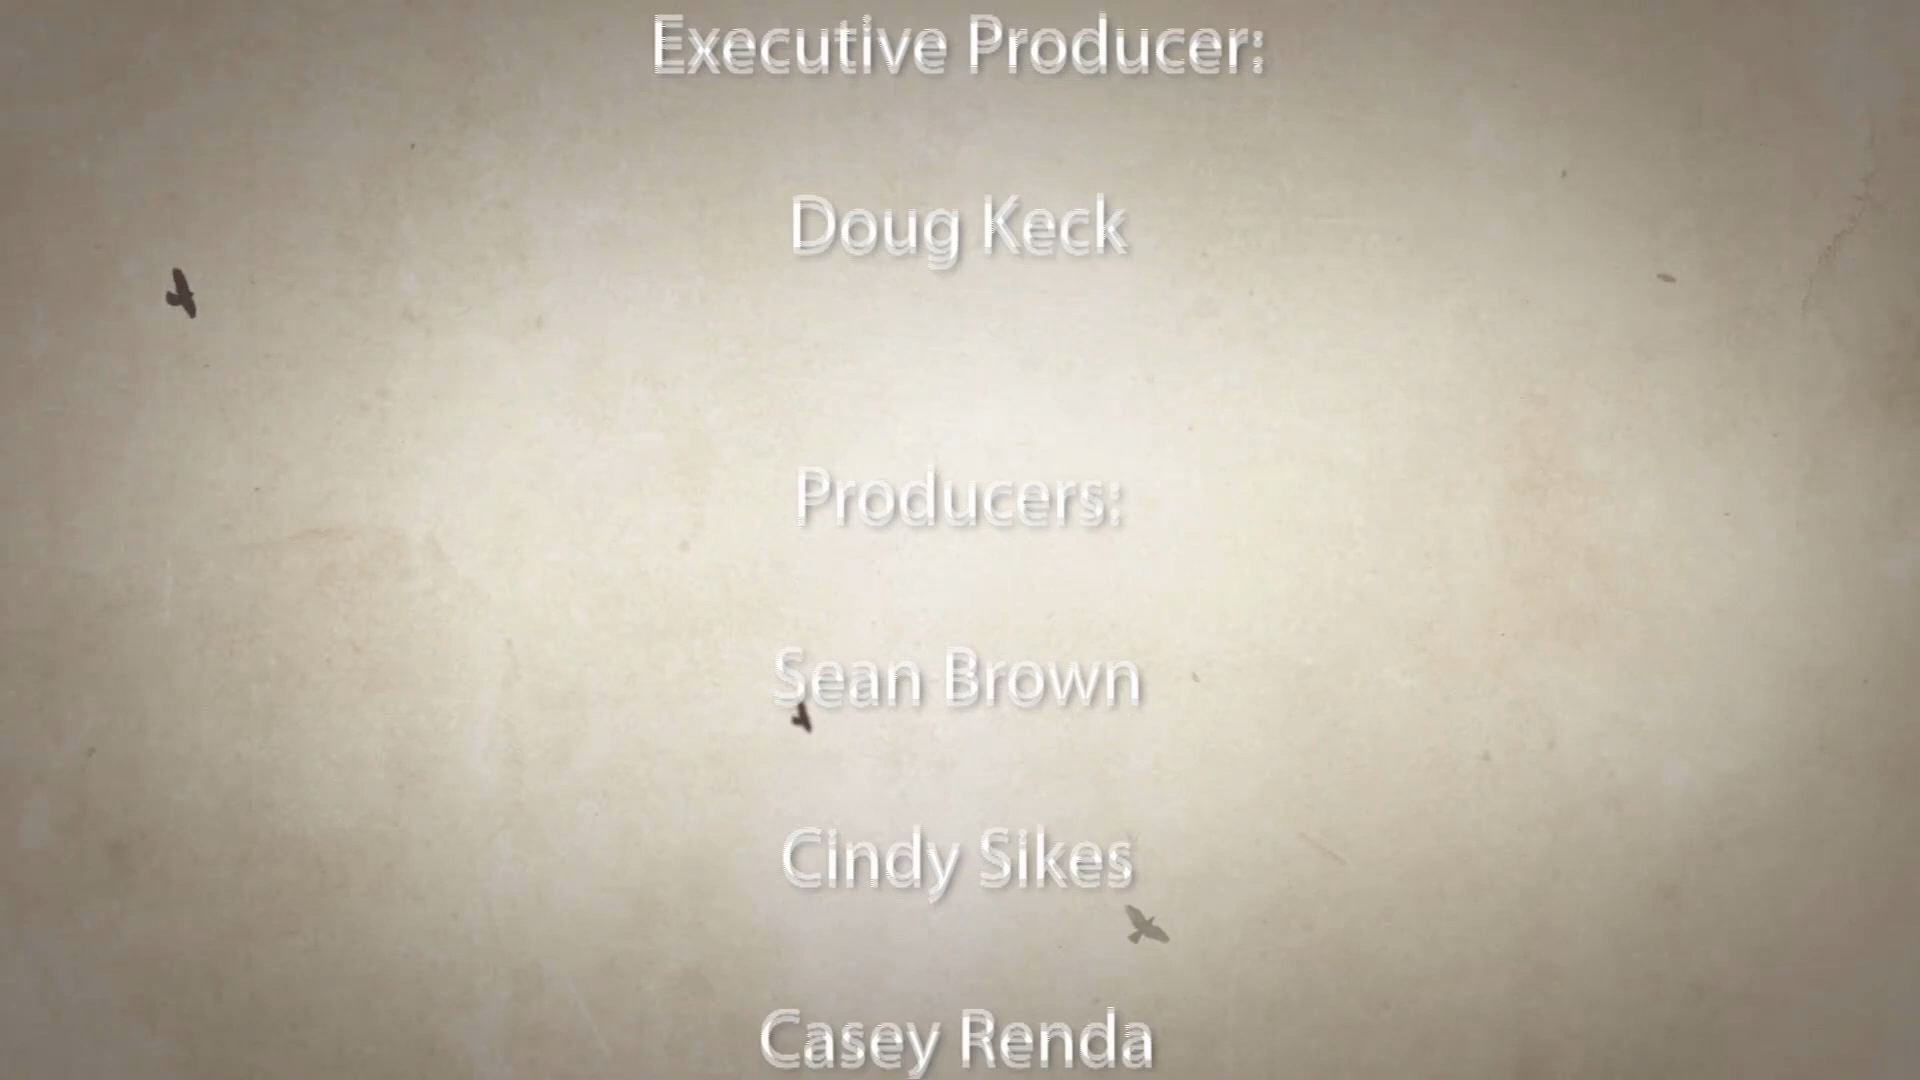 Executive Producer:
Doug Keck
Producers:
Sean Brown
Cindy Sikes
Casey Renda